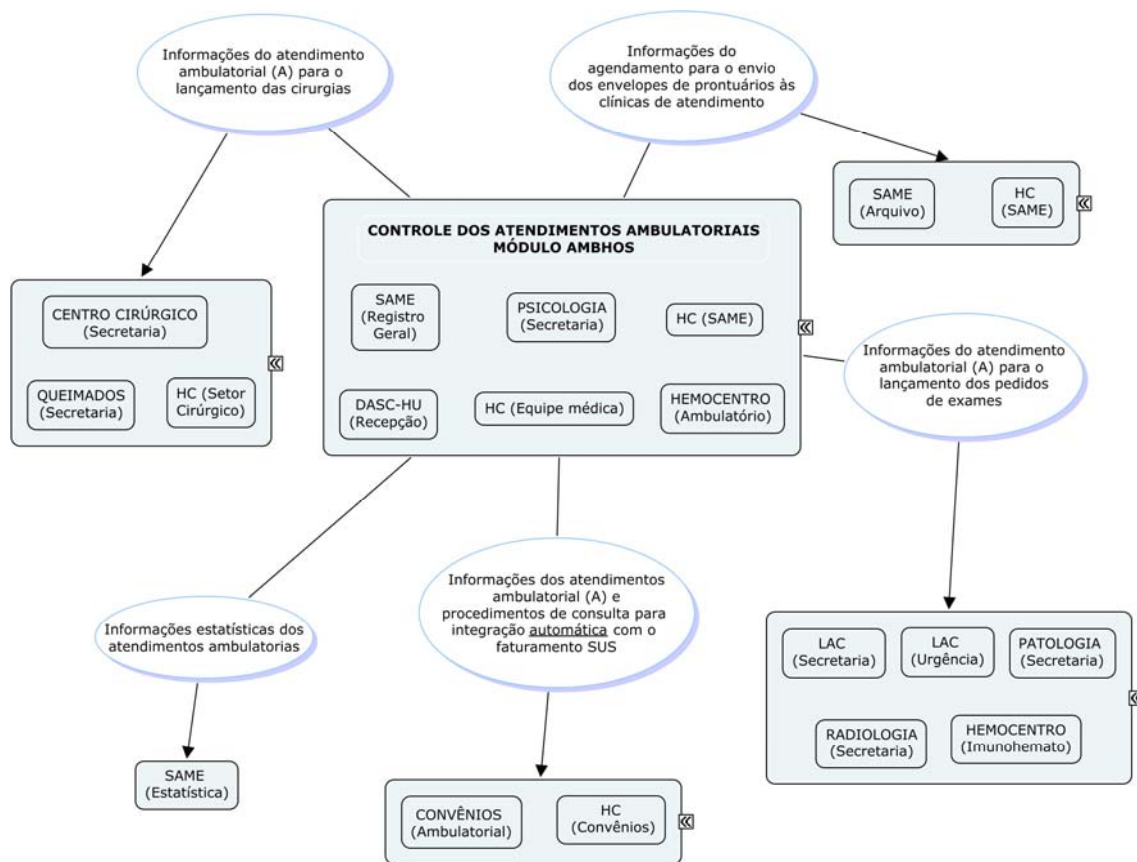 Informações do atendimento
ambulatorial (A) para o
lançamento das cirurgias
Informações do
agendamento para o envio
dos envelopes de prontuários às
clínicas de atendimento
SAME
(Arquivo)
HC
(SAME)
CONTROLE DOS ATENDIMENTOS AMBULATORIAIS
MÓDULO AMBHOS
SAME
(Registro
Geral)
PSICOLOGIA
(Secretaria)
HC (SAME)
DASC-HU
(Recepção)
HC (Equipe médica)
HEMOCENTRO
(Ambulatório)
CENTRO CIRÚRGICO
(Secretaria)
QUEIMADOS
(Secretaria)
HC (Setor
Cirúrgico)
Informações do atendimento
ambulatorial (A) para o
lançamento dos pedidos
de exames
Informações estatísticas dos
atendimentos ambulatorias
Informações dos atendimentos
ambulatorial (A) e
procedimentos de consulta para
integração automática com o
faturamento SUS
LAC
(Secretaria)
LAC
(Urgência)
PATOLOGIA
(Secretaria)
RADIOLOGIA
(Secretaria)
HEMOCENTRO
(Imunohemato)
SAME
(Estatística)
CONVÊNIOS
(Ambulatorial)
HC
(Convênios)